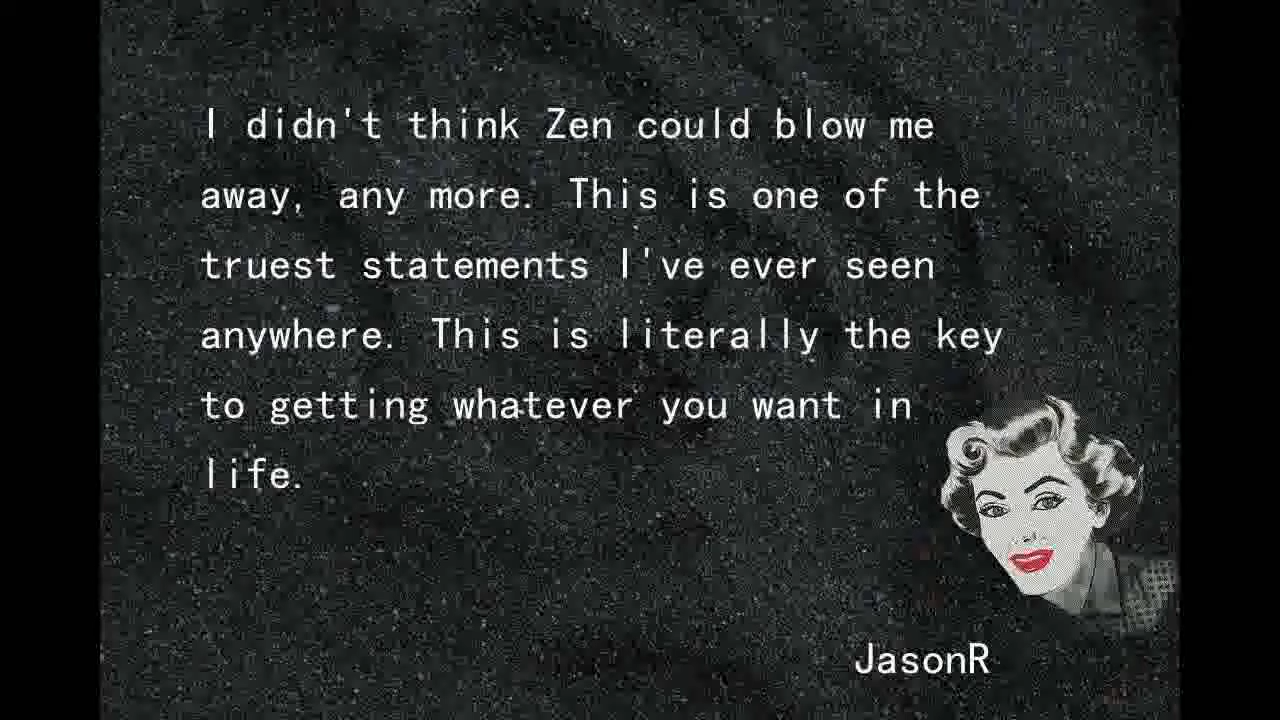 I didn't think Zen could blow me
away, any more. This is one of the
truest statements I've ever seen
anywhere. This is literally the key
to getting whatever you want in
life.
JasonR